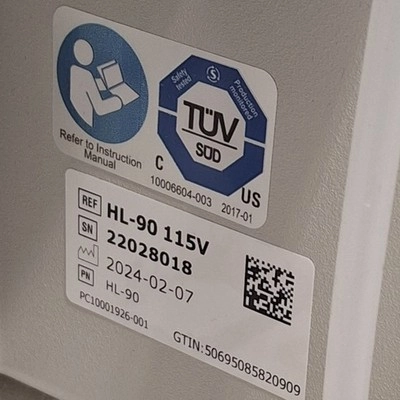 Refer to Instruction
Manual
Safety
tested
Production
monitored
TÜV
SÜD
C US
10006604-003 2017-01
REF HL-90 115V
SN 22028018
2024-02-07
PN HL-90
PC10001926-001
GTIN:50695085820909